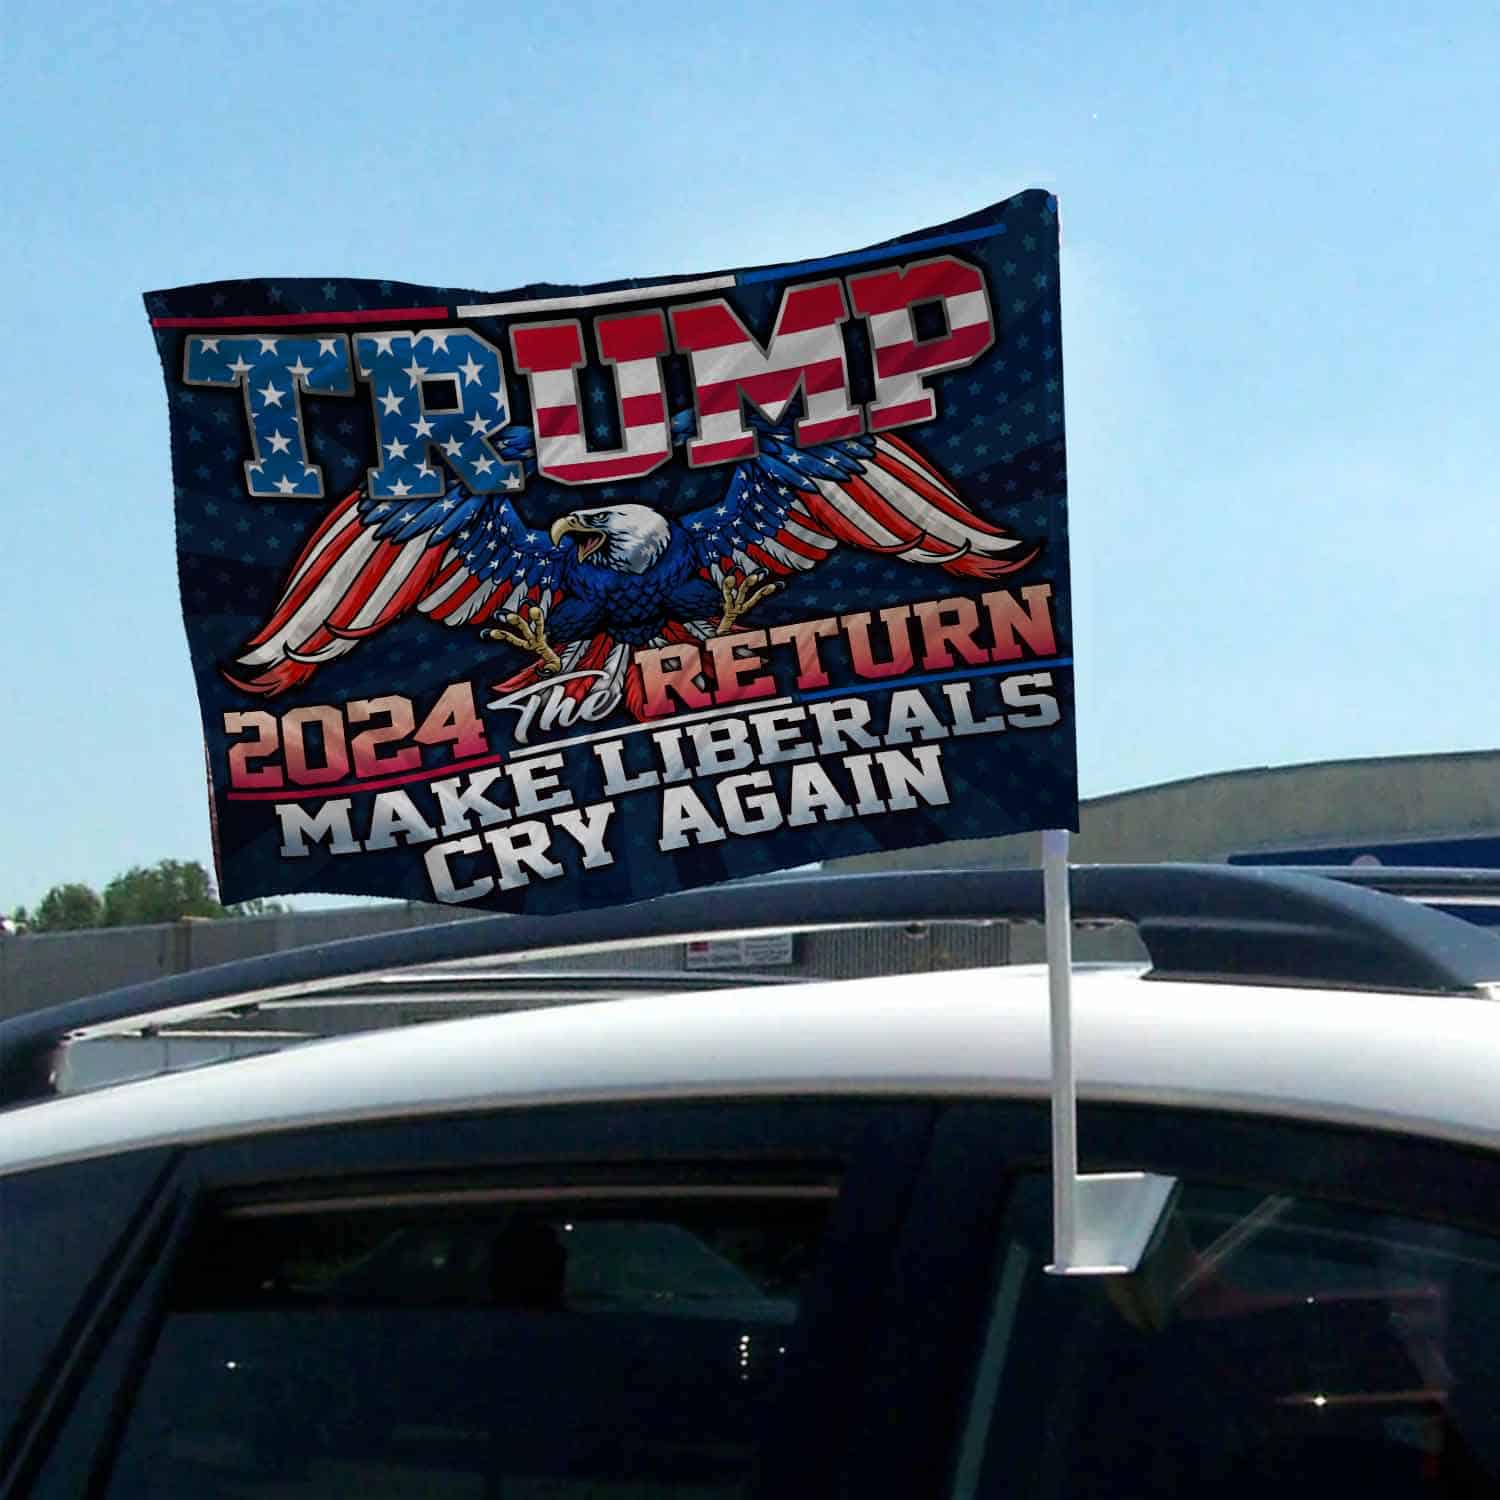 TRUMP
2024 The RETURN
MAKE LIBERALS
CRY AGAIN